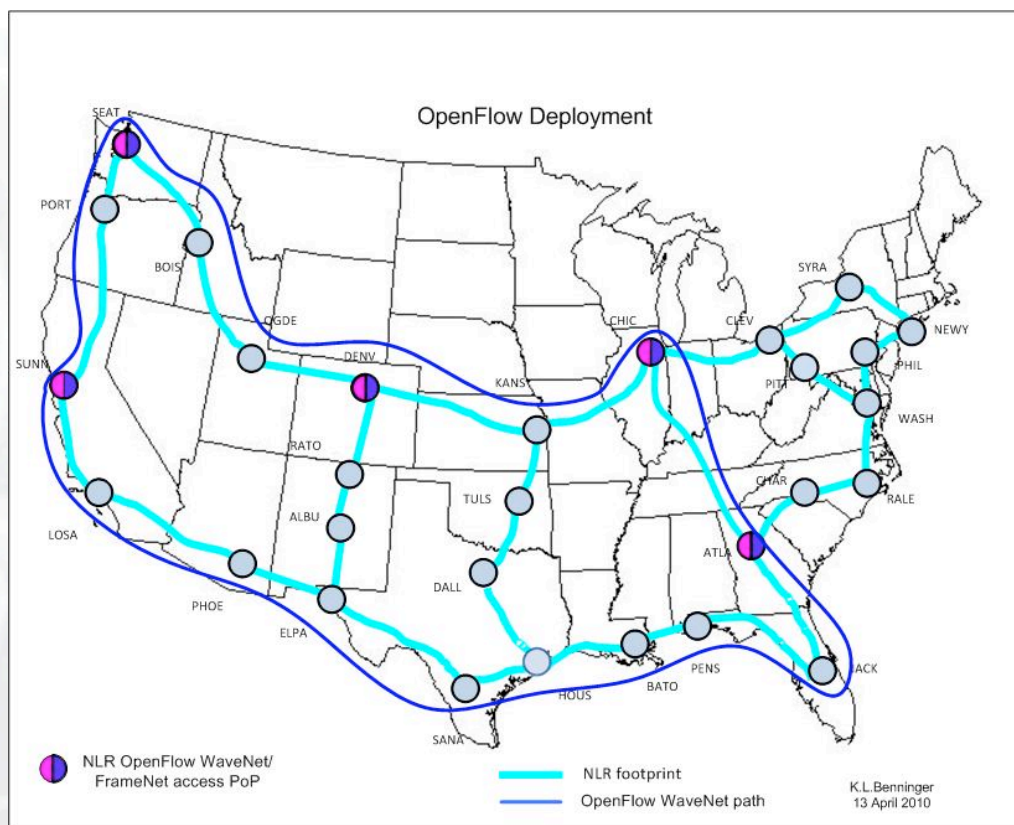 OpenFlow Deployment
SEAT
PORT
BOIS
OGDE
SUNN
DENV
KANS
CHIC
CLEV
SYRA
NEWY
PHIL
PITT
WASH
RATO
TULS
CHAR
RALE
ALBU
LOSA
ATLA
DALL
PHOE
ELPA
JACK
PENS
BATO
HOUS
SANA
NLR OpenFlow WaveNet/
FrameNet access PoP
NLR footprint
OpenFlow WaveNet path
K.L.Benninger
13 April 2010